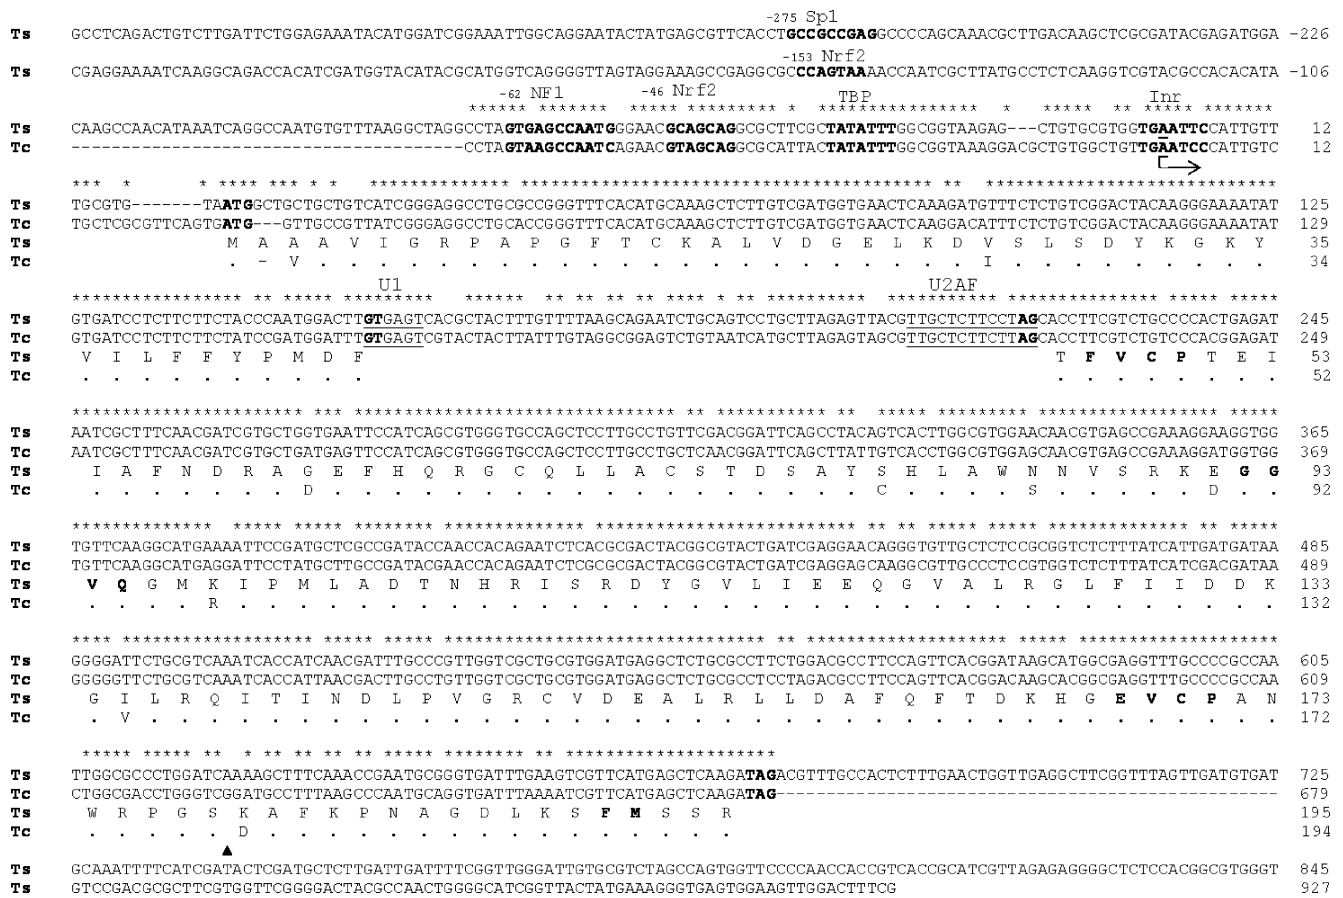 -275 Sp1
Ts GCCTCAGACTGTCTTGATTCTGGAGAAATACATGGATCGGAAATTGGCAGGAATACTATGAGCGTTCACCTGCCGCCGAGGCCCCAGCAAACGCTTGACAAGCTCGCGATACGAGATGGA -226
-153 Nrf2
Ts CGAGGAAAATCAAGGCAGACCACATCGATGGTACATACGCATGGTCAGGGGTTAGTAGGAAAGCCGAGGCGCCCAGTAAAACCAATCGCTTATGCCTCTCAAGGTCGTACGCCACACATA -106
-62 NF1 -46 Nrf2 TBP Inr
Ts CAAGCCAACATAAATCAGGCCAATGTGTTTAAGGCTAGGCCTAGTGAGCCAATGGGAACGCAGCAGGCGCTTCGCTATATTTGGCGGTAAGAG---CTGTGCGTGGTGAATTCCATTGTT 12
Tc ----------------------------------------CCTAGTAAGCCAATCAGAACGTAGCAGGCGCATTACTATATTTGGCGGTAAAGGACGCTGTGGCTGTTGAATCCCATTGTC 12
Ts TGCGTG-------TAATGGCTGCTGCTGTCATCGGGAGGCCTGCGCCGGGTTTCACATGCAAAGCTCTTGTCGATGGTGAACTCAAAGATGTTTCTCTGTCGGACTACAAGGGAAAATAT 125
Tc TGCTCGCGTTCAGTGATG---GTTGCCGTTATCGGGAGGCCTGCACCGGGTTTCACATGCAAAGCTCTTGTCGATGGTGAACTCAAGGACATTTCTCTGTCGGACTACAAGGGAAAATAT 129
Ts M A A A V I G R P A P G F T C K A L V D G E L K D V S L S D Y K G K Y 35
Tc . - V . . . . . . . . . . . . . . . . . . . . . . I . . . . . . . . . 34
U1 U2AF
Ts GTGATCCTCTTCTTCTACCCAATGGACTTGTGAGTCACGCTACTTTGTTTTAAGCAGAATCTGCAGTCCTGCTTAGAGTTACGTTGCTCTTCCTAGCACCTTCGTCTGCCCCACTGAGAT 245
Tc GTGATCCTCTTCTTCTATCCGATGGATTTGTGAGTCGTACTACTTATTTGTAGGCGGAGTCTGTAATCATGCTTAGAGTAGCGTTGCTCTTCTTAGCACCTTCGTCTGTCCCACGGAGAT 249
Ts V I L F F Y P M D F T F V C P T E I 53
Tc . . . . . . . . . . . . . . . . . . 52
Ts AATCGCTTTCAACGATCGTGCTGGTGAATTCCATCAGCGTGGGTGCCAGCTCCTTGCCTGTTCGACGGATTCAGCCTACAGTCACTTGGCGTGGAACAACGTGAGCCGAAAGGAAGGTGG 365
Tc AATCGCTTTCAACGATCGTGCTGATGAGTTCCATCAGCGTGGGTGCCAGCTCCTTGCCTGCTCAACGGATTCAGCTTATTGTCACCTGGCGTGGAGCAACGTGAGCCGAAAGGATGGTGG 369
Ts I A F N D R A G E F H Q R G C Q L L A C S T D S A Y S H L A W N N V S R K E G G 93
Tc . . . . . . . D . . . . . . . . . . . . . . . . . . C . . . . S . . . . . D . . 92
Ts TGTTCAAGGCATGAAAATTCCGATGCTCGCCGATACCAACCACAGAATCTCACGCGACTACGGCGTACTGATCGAGGAACAGGGTGTTGCTCTCCGCGGTCTCTTTATCATTGATGATAA 485
Tc TGTTCAAGGCATGAGGATTCCTATGCTTGCCGATACGAACCACAGAATCTCGCGCGACTACGGCGTACTGATCGAGGAGCAAGGCGTTGCCCTCCGTGGTCTCTTTATCATCGACGATAA 489
Ts V Q G M K I P M L A D T N H R I S R D Y G V L I E E Q G V A L R G L F I I D D K 133
Tc . . . . R . . . . . . . . . . . . . . . . . . . . . . . . . . . . . . . . . . . 132
Ts GGGGATTCTGCGTCAAATCACCATCAACGATTTGCCCGTTGGTCGCTGCGTGGATGAGGCTCTGCGCCTTCTGGACGCCTTCCAGTTCACGGATAAGCATGGCGAGGTTTGCCCCGCCAA 605
Tc GGGGGTTCTGCGTCAAATCACCATTAACGACTTGCCTGTTGGTCGCTGCGTGGATGAGGCTCTGCGCCTCCTAGACGCCTTCCAGTTCACGGACAAGCACGGCGAGGTTTGCCCCGCCAA 609
Ts G I L R Q I T I N D L P V G R C V D E A L R L L D A F Q F T D K H G E V C P A N 173
Tc . V . . . . . . . . . . . . . . . . . . . . . . . . . . . . . . . . . . . . . . 172
Ts TTGGCGCCCTGGATCAAAAGCTTTCAAACCGAATGCGGGTGATTTGAAGTCGTTCATGAGCTCAAGATAGACGTTTGCCACTCTTTGAACTGGTTGAGGCTTCGGTTTAGTTGATGTGAT 725
Tc CTGGCGACCTGGGTCGGATGCCTTTAAGCCCAATGCAGGTGATTTAAAATCGTTCATGAGCTCAAGATAG--------------------------------------------------- 679
Ts W R P G S K A F K P N A G D L K S F M S S R 195
Tc . . . . . D . . . . . . . . . . . . . . . . 194
Ts GCAAATTTTCATCGATACTCGATGCTCTTGATTGATTTTCGGTTGGGATTGTGCGTCTAGCCAGTGGTTCCCCAACCACCGTCACCGCATCGTTAGAGAGGGGCTCTCCACGGCGTGGGT 845
Ts GTCCGACGCGCTTCGTGGTTCGGGGACTACGCCAACTGGGGCATCGGTTACTATGAAAGGGTGAGTGGAAGTTGGACTTTCG 927